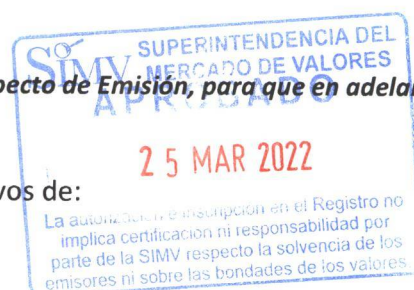 SUPERINTENDENCIA DEL
SIMV MERCADO DE VALORES
pecto de Emisión, para que en adelan
APROBADO
25 MAR 2022
vos de:
La autorización e inscripción en el Registro no
implica certificación ni responsabilidad por
parte de la SIMV respecto la solvencia de los
emisores ni sobre las bondades de los valores.